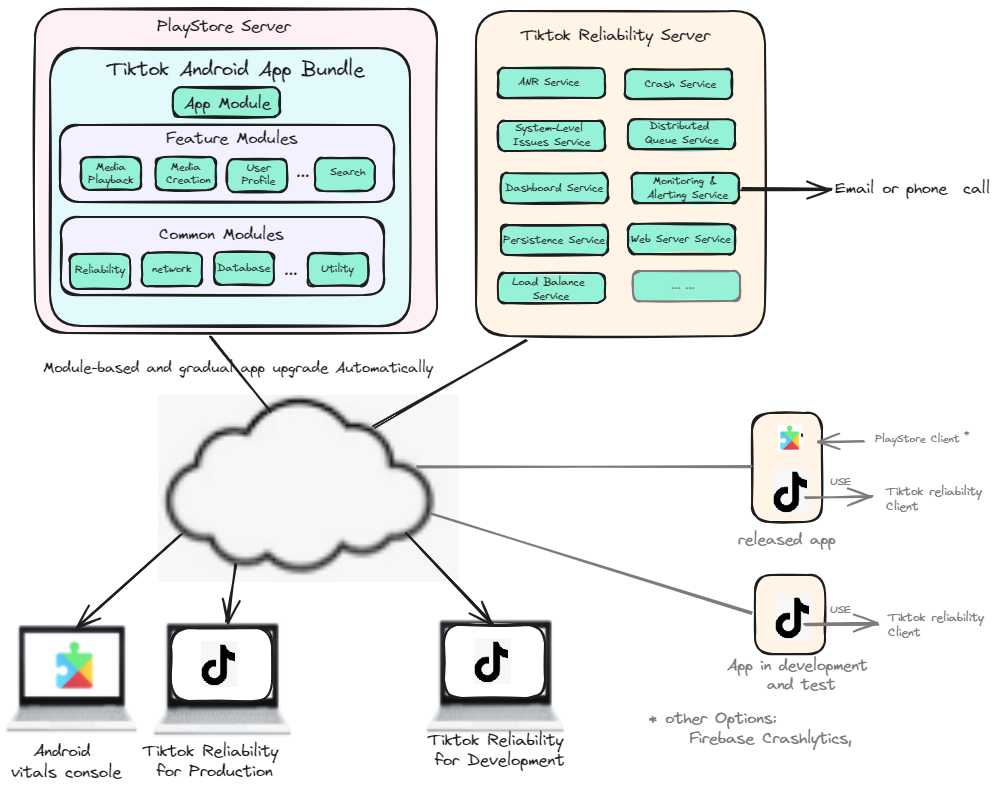 PlayStore Server
Tiktok Android App Bundle
App Module
Feature Modules
Media
Playback
Media
Creation
User
Profile
...
Search
Common Modules
Reliability
network
Database
...
Utility
Tiktok Reliability Server
ANR Service
Crash Service
System-Level
Issues Service
Distributed
Queue Service
Dashboard Service
Monitoring &
Alerting Service
Email or phone call
Persistence Service
Web Server Service
Load Balance
Service
... ...
Module-based and gradual app upgrade Automatically
PlayStore Client *
USE
Tiktok reliability
Client
released app
USE
Tiktok reliability
Client
App in development
and test
* other Options:
Firebase Crashlytics,
Android
vitals console
Tiktok Reliability
for Production
Tiktok Reliability
for Development